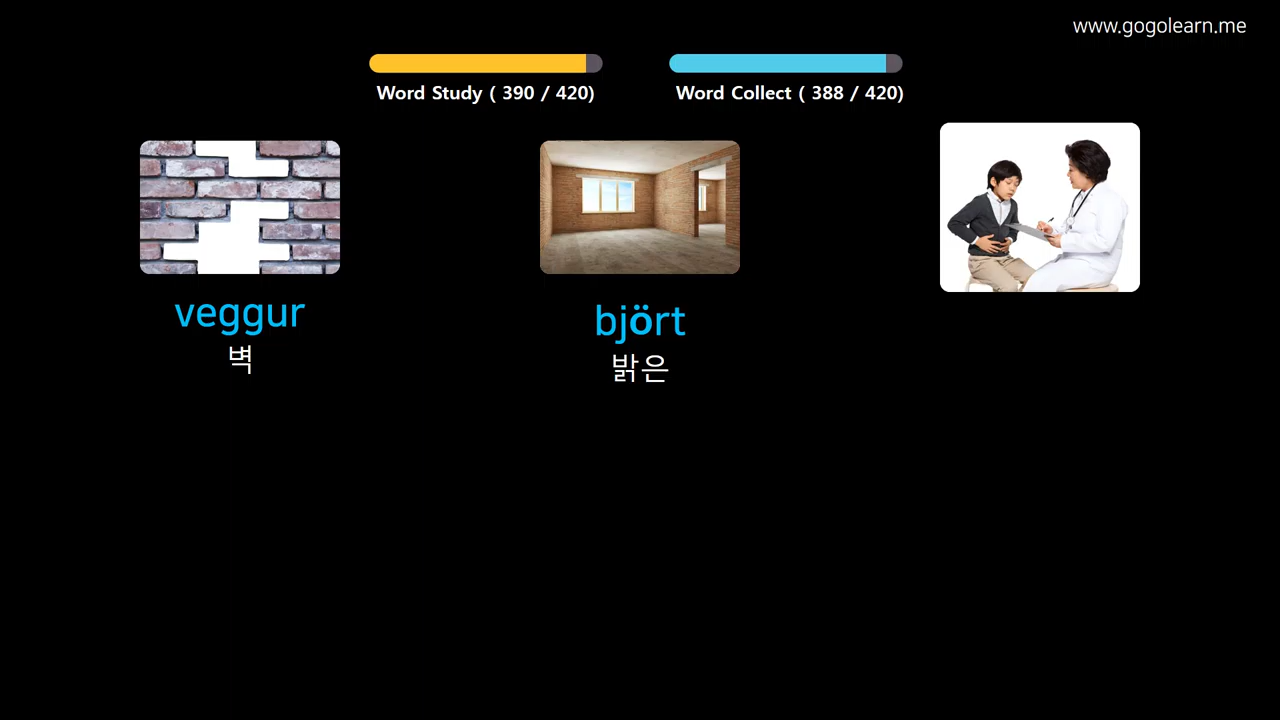 www.gogolearn.me
Word Study ( 390 / 420)
Word Collect ( 388 / 420)
veggur
벽
björt
밝은